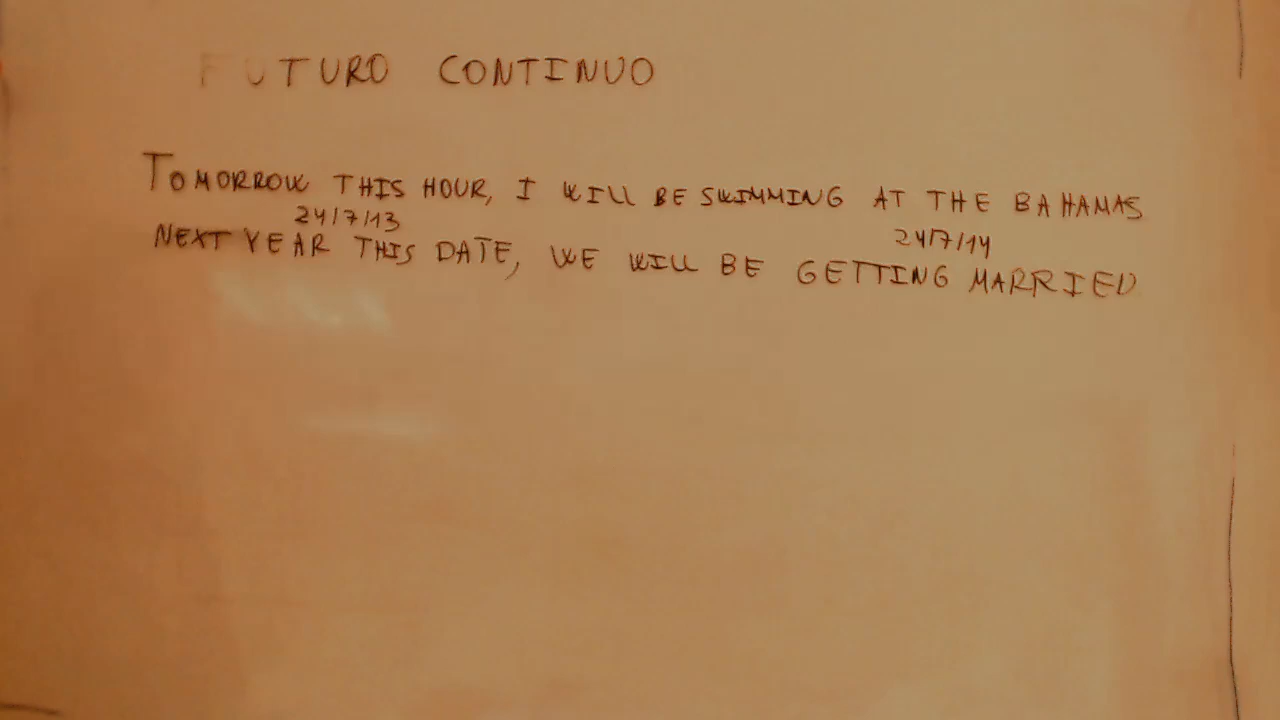 FUTURO CONTINUO
TOMORROW THIS HOUR, I WILL BE SWIMMING AT THE BAHAMAS
24/7/13 24/7/14
NEXT YEAR THIS DATE, WE WILL BE GETTING MARRIED